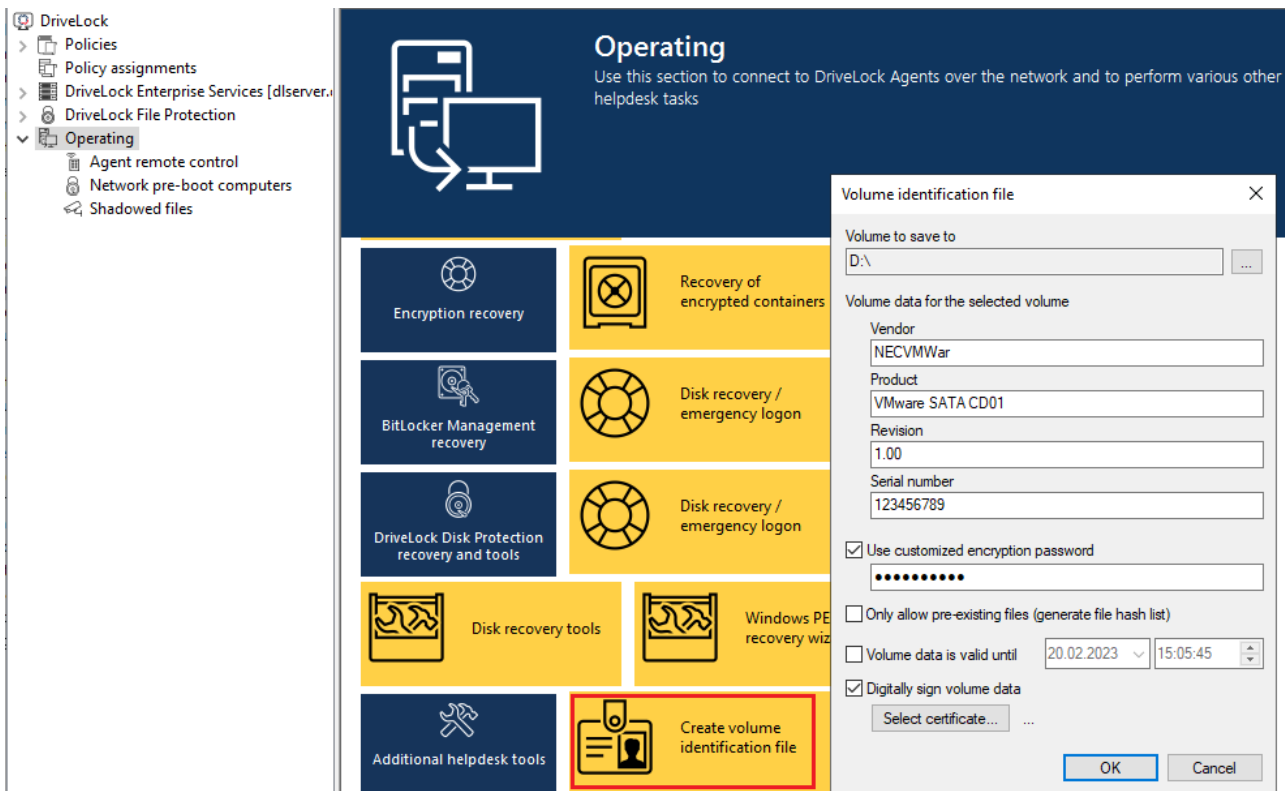 DriveLock
Policies
Policy assignments
DriveLock Enterprise Services [dlserver.
DriveLock File Protection
Operating
Agent remote control
Network pre-boot computers
Shadowed files
Operating
Use this section to connect to DriveLock Agents over the network and to perform various other
helpdesk tasks
Encryption recovery
Recovery of
encrypted containers
BitLocker Management
recovery
Disk recovery /
emergency logon
DriveLock Disk Protection
recovery and tools
Disk recovery /
emergency logon
Disk recovery tools
Windows PE
recovery wiz
Additional helpdesk tools
Create volume
identification file
Volume identification file
Volume to save to
D:\
...
Volume data for the selected volume
Vendor
NECVMWar
Product
VMware SATA CD01
Revision
1.00
Serial number
123456789
Use customized encryption password
●●●●●●●●●●
Only allow pre-existing files (generate file hash list)
Volume data is valid until 20.02.2023 15:05:45
Digitally sign volume data
Select certificate... ...
OK Cancel